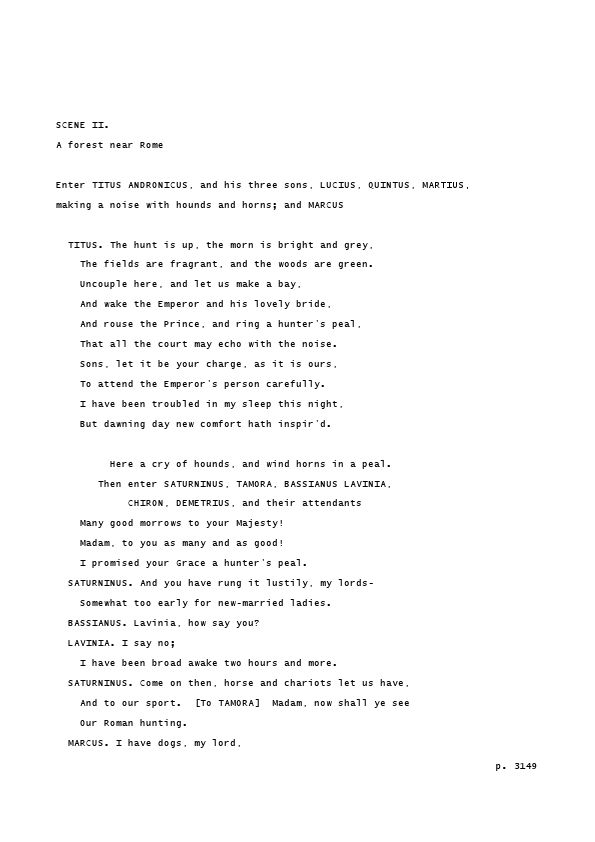 SCENE II.
A forest near Rome
Enter TITUS ANDRONICUS, and his three sons, LUCIUS, QUINTUS, MARTIUS,
making a noise with hounds and horns; and MARCUS
TITUS. The hunt is up, the morn is bright and grey,
The fields are fragrant, and the woods are green.
Uncouple here, and let us make a bay,
And wake the Emperor and his lovely bride,
And rouse the Prince, and ring a hunter's peal,
That all the court may echo with the noise.
Sons, let it be your charge, as it is ours,
To attend the Emperor's person carefully.
I have been troubled in my sleep this night,
But dawning day new comfort hath inspir'd.
Here a cry of hounds, and wind horns in a peal.
Then enter SATURNINUS, TAMORA, BASSIANUS LAVINIA,
CHIRON, DEMETRIUS, and their attendants
Many good morrows to your Majesty!
Madam, to you as many and as good!
I promised your Grace a hunter's peal.
SATURNINUS. And you have rung it lustily, my lords-
Somewhat too early for new-married ladies.
BASSIANUS. Lavinia, how say you?
LAVINIA. I say no;
I have been broad awake two hours and more.
SATURNINUS. Come on then, horse and chariots let us have,
And to our sport.  [To TAMORA]  Madam, now shall ye see
Our Roman hunting.
MARCUS. I have dogs, my lord,
p. 3149